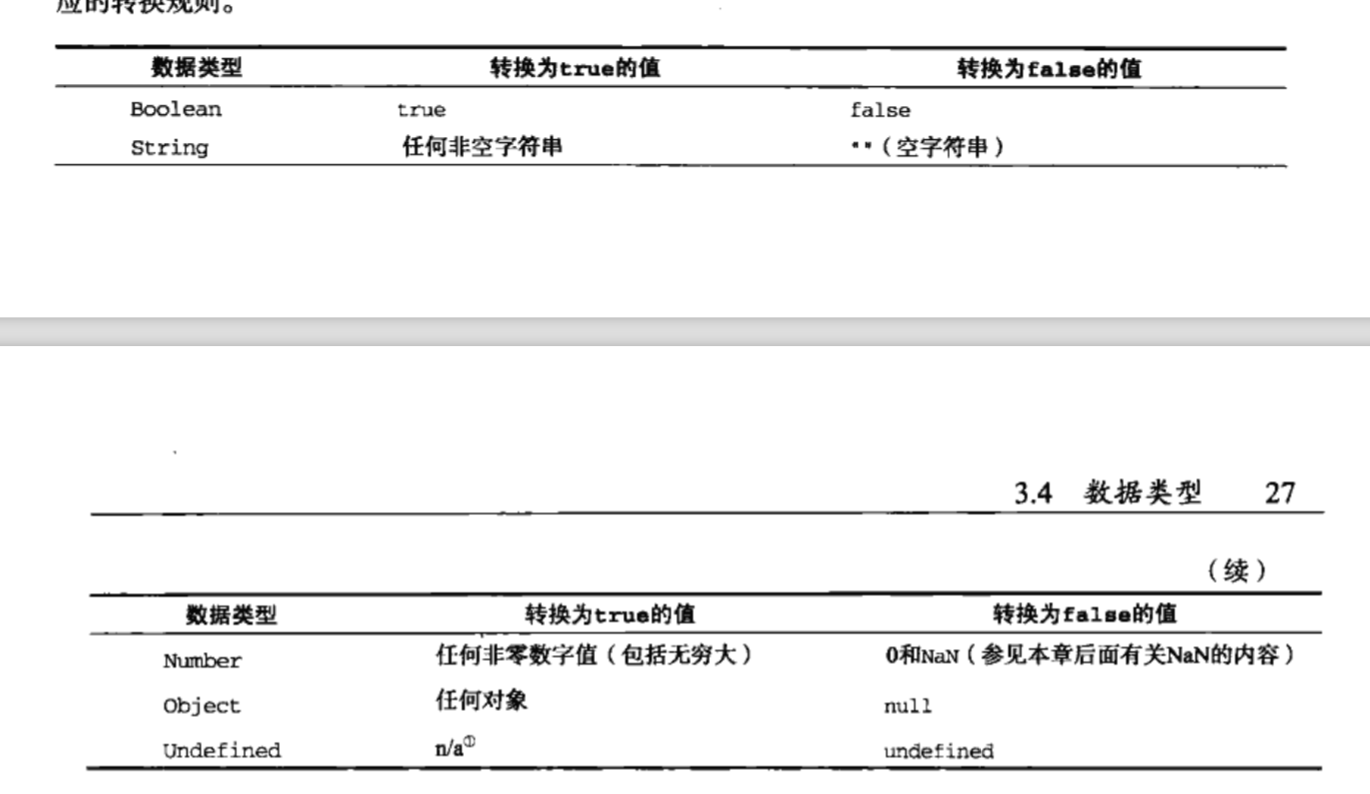 应的转换规则。
数据类型 转换为true的值 转换为false的值
Boolean true false
String 任何非空字符串 ""(空字符串)
3.4 数据类型 27
(续)
数据类型 转换为true的值 转换为false的值
Number 任何非零数字值(包括无穷大) 0和NaN(参见本章后面有关NaN的内容)
Object 任何对象 null
Undefined n/a① undefined